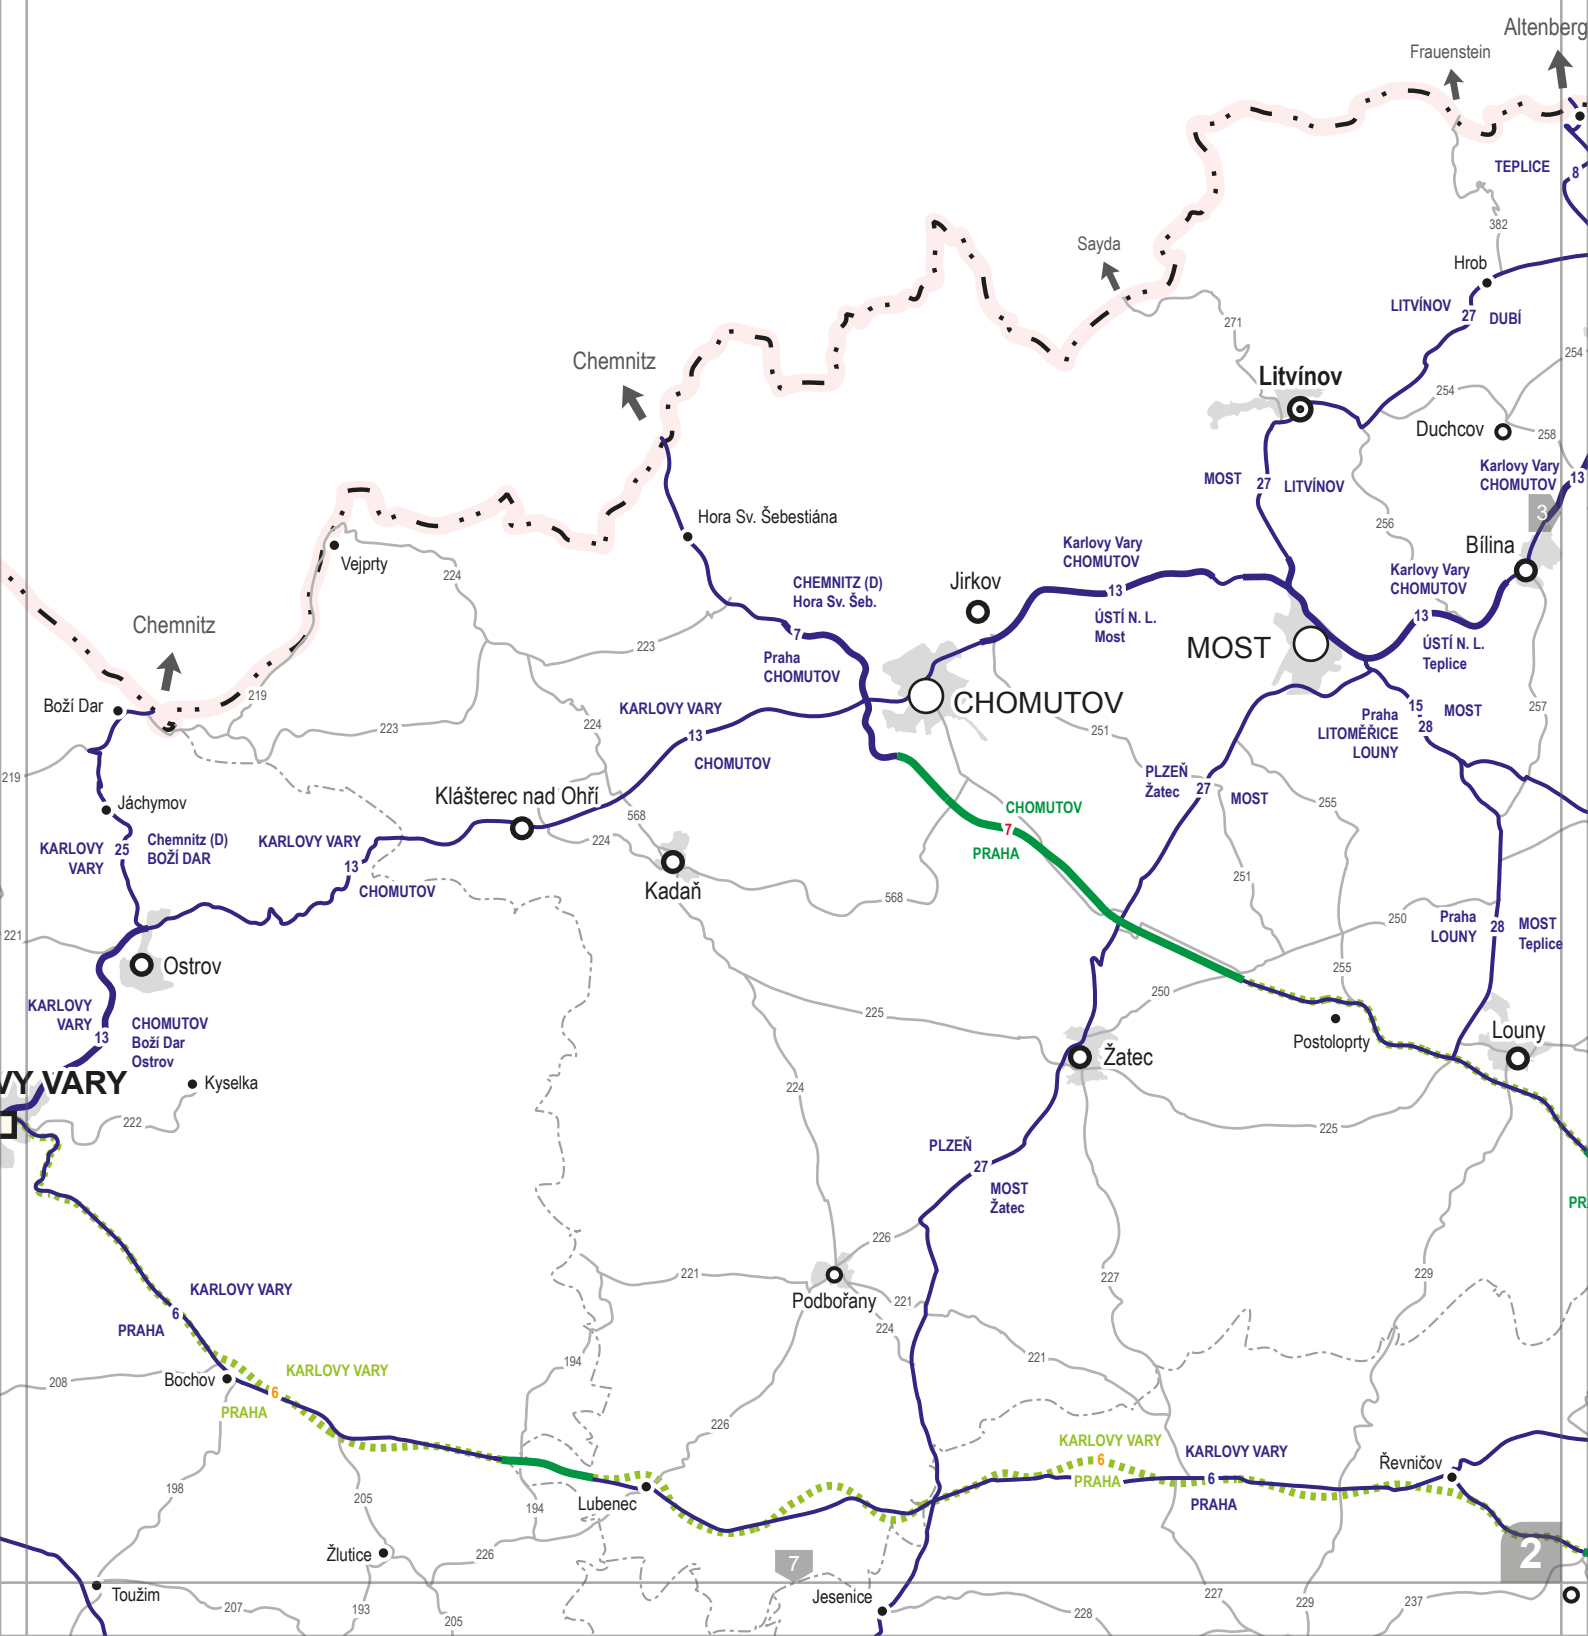 Altenberg
Frauenstein
TEPLICE
8
382
Sayda
Hrob
LITVÍNOV
27
DUBÍ
271
254
Chemnitz
Litvínov
254
Duchcov
258
MOST
27
LITVÍNOV
Karlovy Vary
CHOMUTOV
13
3
Hora Sv. Šebestiána
256
Bílina
Vejprty
224
Karlovy Vary
CHOMUTOV
13
ÚSTÍ N. L.
Most
Jirkov
CHEMNITZ (D)
Hora Sv. Šeb.
7
Praha
CHOMUTOV
Karlovy Vary
CHOMUTOV
13
ÚSTÍ N. L.
Teplice
Chemnitz
223
MOST
219
Boží Dar
223
224
KARLOVY VARY
13
CHOMUTOV
CHOMUTOV
251
257
15
28
MOST
Praha
LITOMĚŘICE
LOUNY
219
PLZEŇ
Žatec
27
MOST
Jáchymov
Klášterec nad Ohří
568
224
255
CHOMUTOV
7
PRAHA
KARLOVY
VARY
25
Chemnitz (D)
BOŽÍ DAR
KARLOVY VARY
13
CHOMUTOV
Kadaň
568
251
250
Praha
LOUNY
28
MOST
Teplice
221
Ostrov
255
250
225
KARLOVY
VARY
13
CHOMUTOV
Boží Dar
Ostrov
Postoloprty
Louny
Žatec
VY VARY
Kyselka
222
224
225
PLZEŇ
27
MOST
Žatec
PR
226
221
227
229
Podbořany
221
224
KARLOVY VARY
6
PRAHA
221
194
208
Bochov
KARLOVY VARY
6
PRAHA
226
KARLOVY VARY
6
PRAHA
KARLOVY VARY
6
PRAHA
Řevničov
198
205
194
Lubenec
Žlutice
226
7
2
Toužim
207
193
205
Jesenice
228
227
229
237